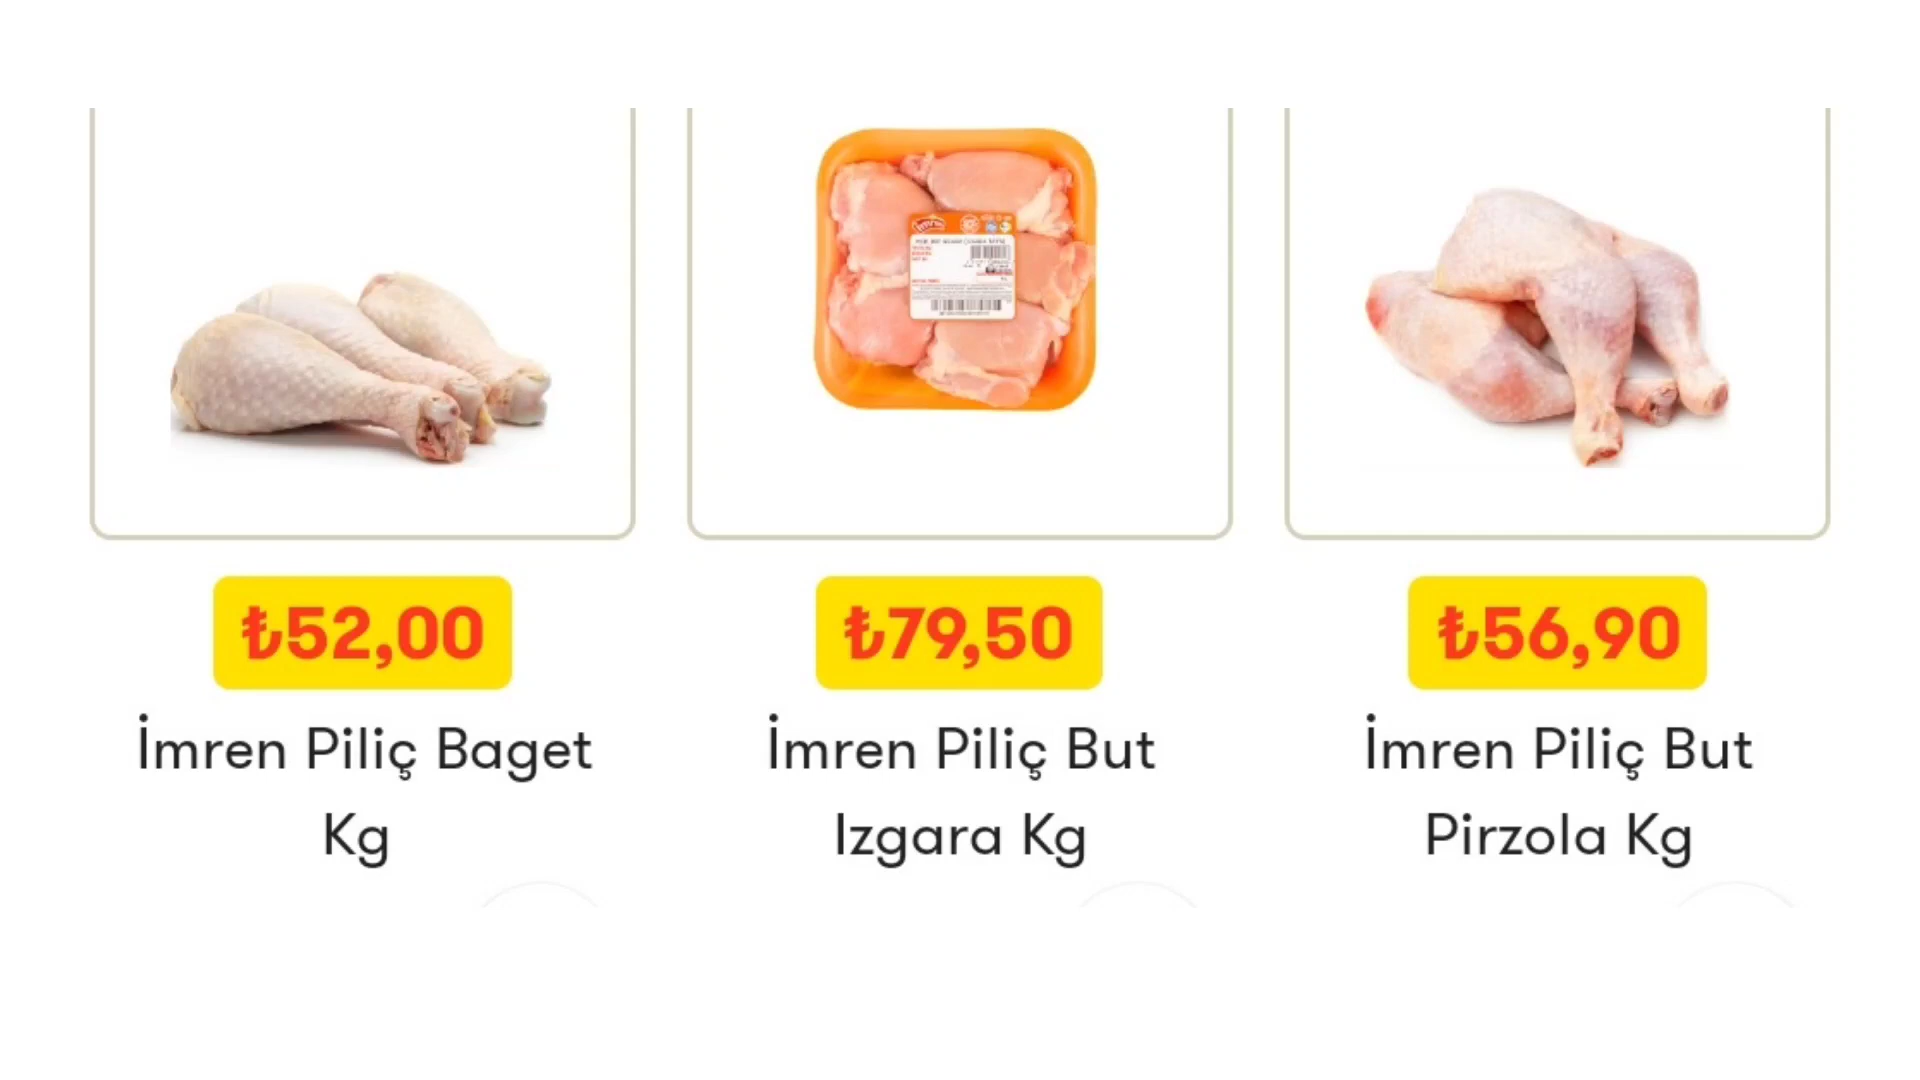 imren
₺52,00
₺79,50
₺56,90
İmren Piliç Baget
Kg
İmren Piliç But
Izgara Kg
İmren Piliç But
Pirzola Kg